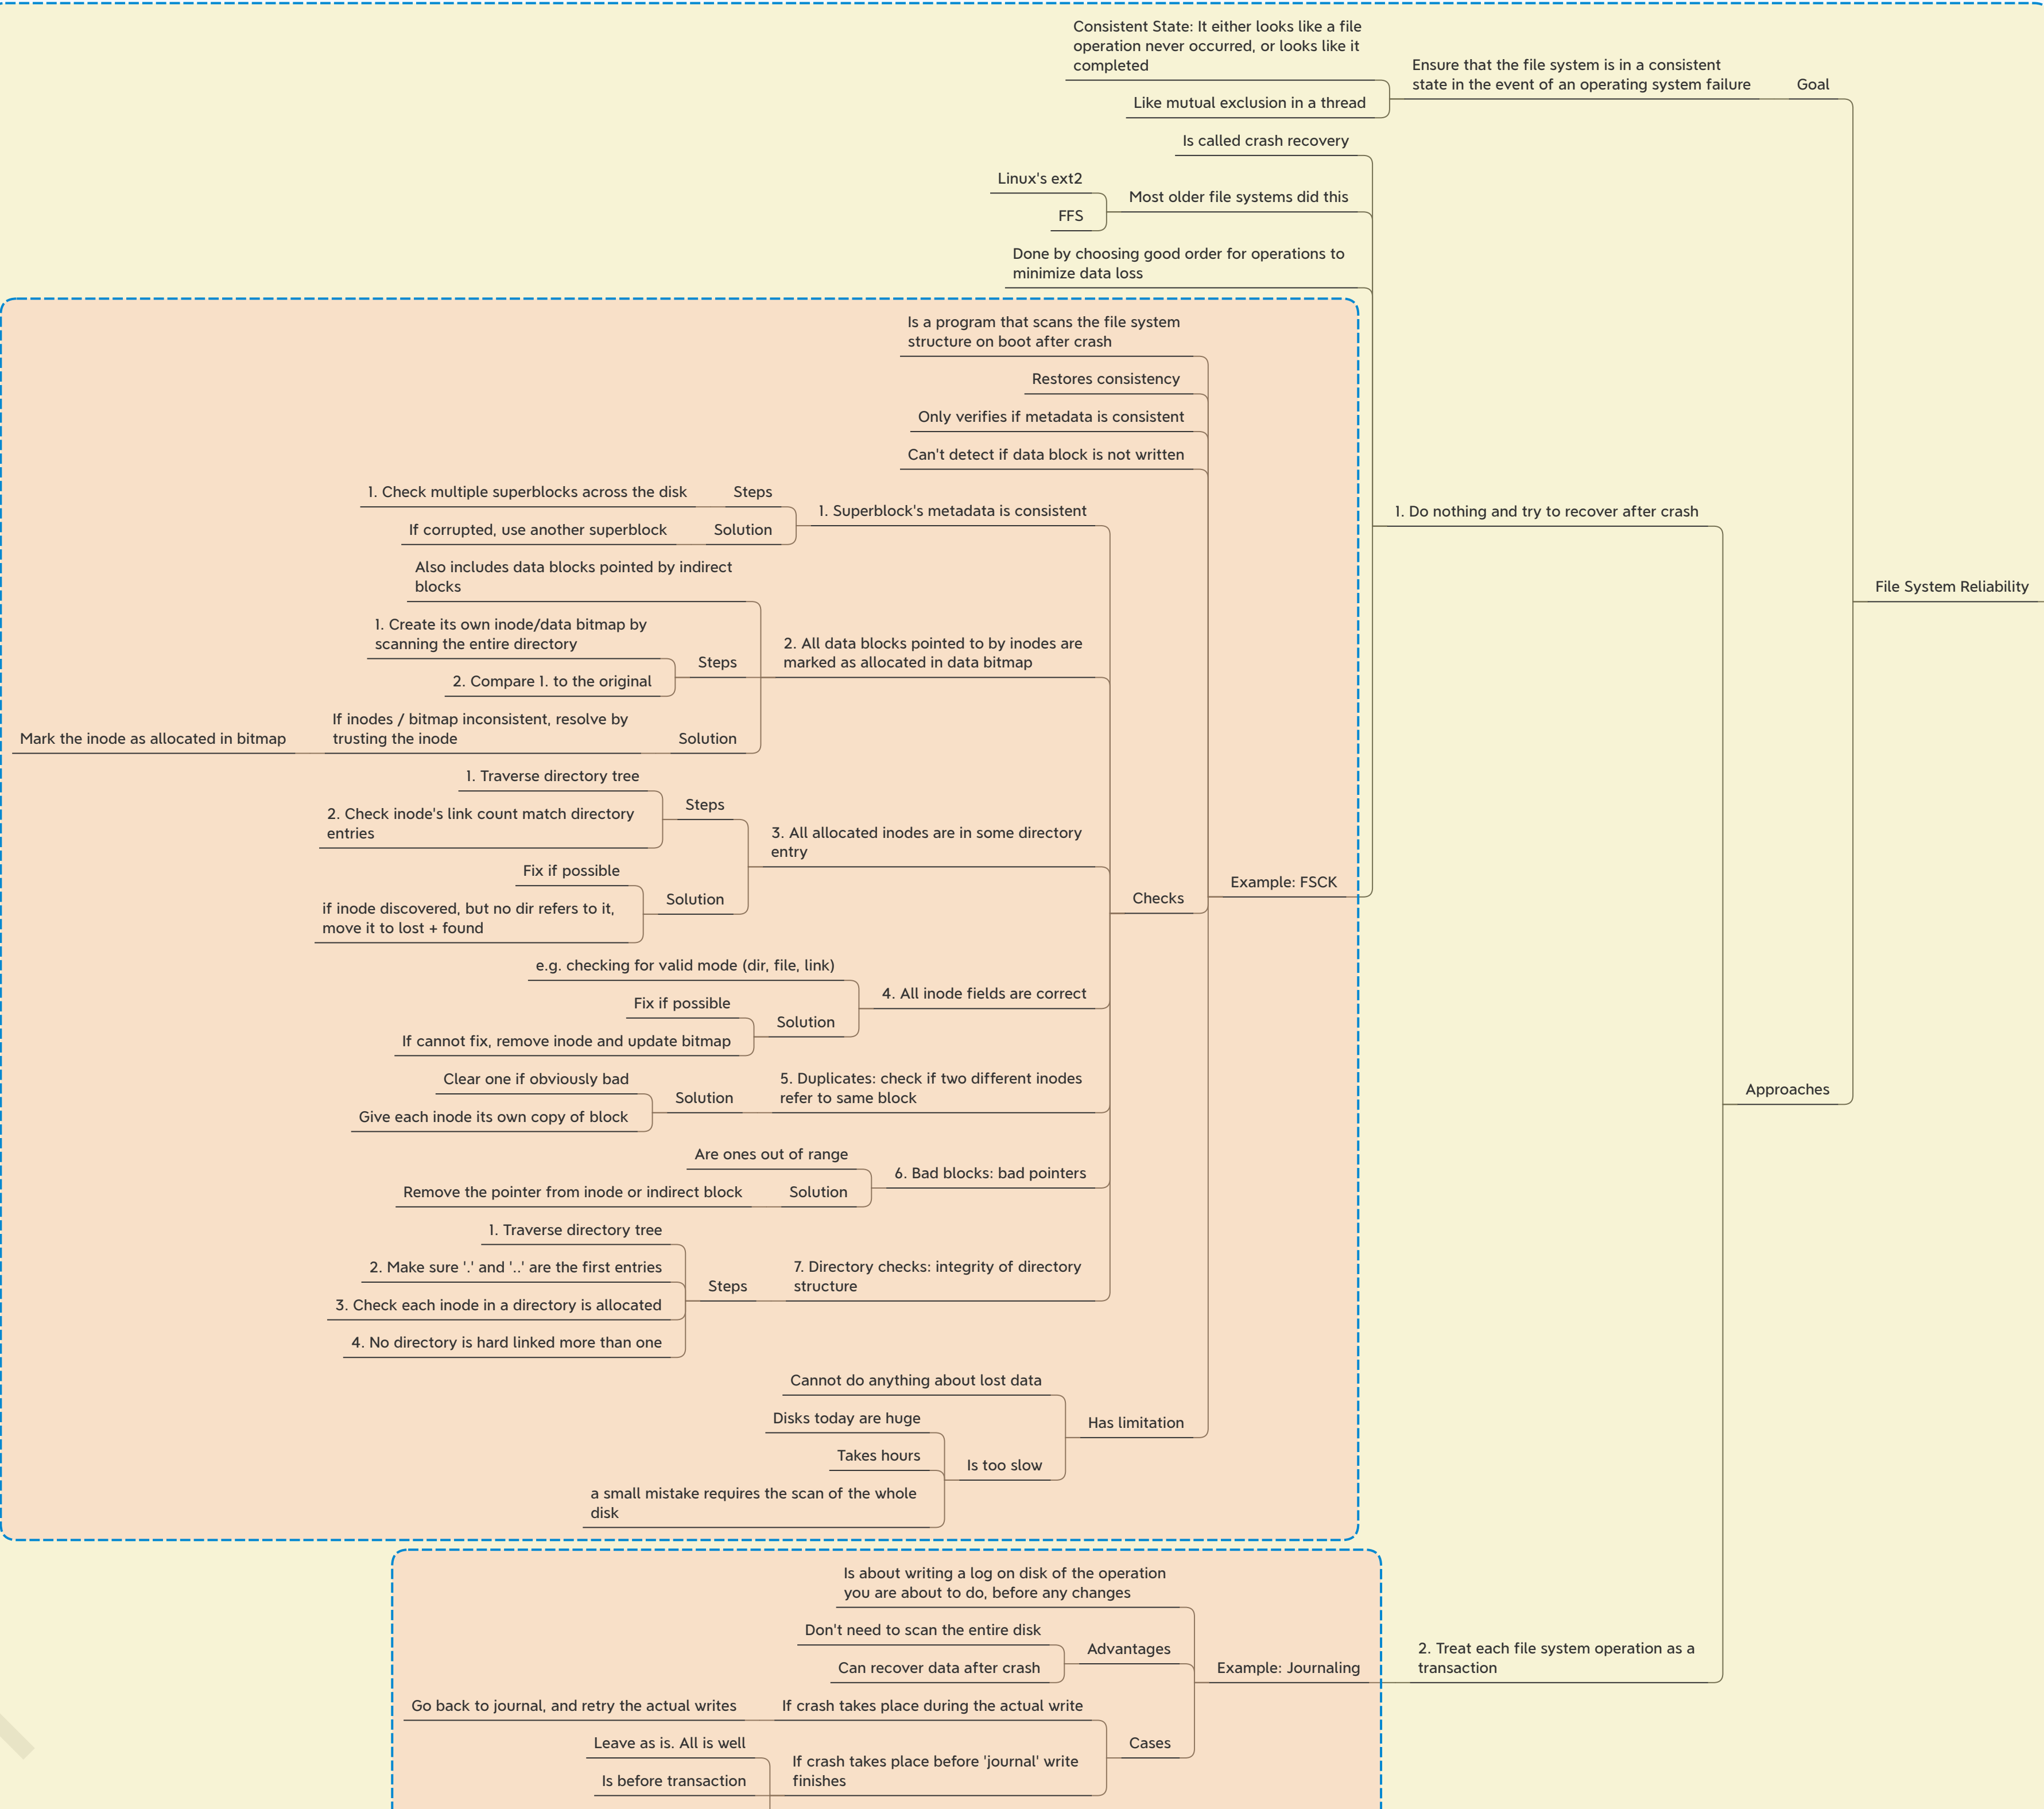 File System Reliability
Goal
Ensure that the file system is in a consistent
state in the event of an operating system failure
Consistent State: It either looks like a file
operation never occurred, or looks like it
completed
Like mutual exclusion in a thread
Approaches
1. Do nothing and try to recover after crash
Is called crash recovery
Most older file systems did this
Linux's ext2
FFS
Done by choosing good order for operations to
minimize data loss
Example: FSCK
Is a program that scans the file system
structure on boot after crash
Restores consistency
Only verifies if metadata is consistent
Can't detect if data block is not written
Checks
1. Superblock's metadata is consistent
Steps
1. Check multiple superblocks across the disk
Solution
If corrupted, use another superblock
2. All data blocks pointed to by inodes are
marked as allocated in data bitmap
Also includes data blocks pointed by indirect
blocks
Steps
1. Create its own inode/data bitmap by
scanning the entire directory
2. Compare 1. to the original
Solution
If inodes / bitmap inconsistent, resolve by
trusting the inode
Mark the inode as allocated in bitmap
3. All allocated inodes are in some directory
entry
Steps
1. Traverse directory tree
2. Check inode's link count match directory
entries
Solution
Fix if possible
if inode discovered, but no dir refers to it,
move it to lost + found
4. All inode fields are correct
e.g. checking for valid mode (dir, file, link)
Solution
Fix if possible
If cannot fix, remove inode and update bitmap
5. Duplicates: check if two different inodes
refer to same block
Solution
Clear one if obviously bad
Give each inode its own copy of block
6. Bad blocks: bad pointers
Are ones out of range
Solution
Remove the pointer from inode or indirect block
7. Directory checks: integrity of directory
structure
Steps
1. Traverse directory tree
2. Make sure '.' and '..' are the first entries
3. Check each inode in a directory is allocated
4. No directory is hard linked more than one
Has limitation
Cannot do anything about lost data
Is too slow
Disks today are huge
Takes hours
a small mistake requires the scan of the whole
disk
2. Treat each file system operation as a
transaction
Example: Journaling
Is about writing a log on disk of the operation
you are about to do, before any changes
Advantages
Don't need to scan the entire disk
Can recover data after crash
Cases
If crash takes place during the actual write
Go back to journal, and retry the actual writes
If crash takes place before 'journal' write
finishes
Leave as is. All is well
Is before transaction